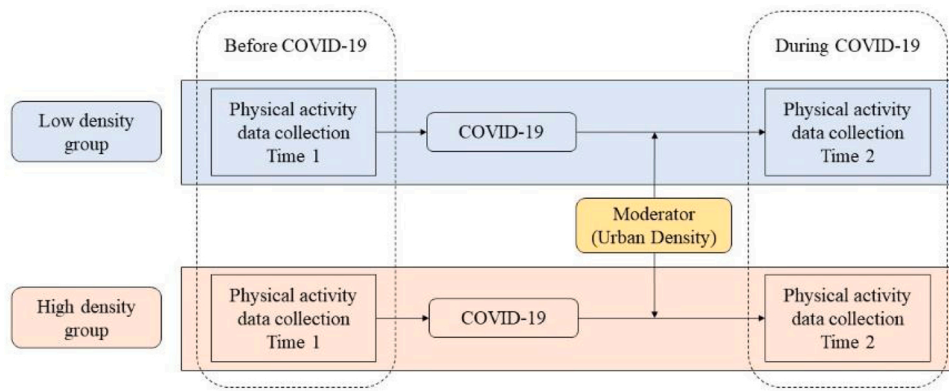 Before COVID-19
During COVID-19
Low density
group
Physical activity
data collection
Time 1
COVID-19
Physical activity
data collection
Time 2
Moderator
(Urban Density)
High density
group
Physical activity
data collection
Time 1
COVID-19
Physical activity
data collection
Time 2